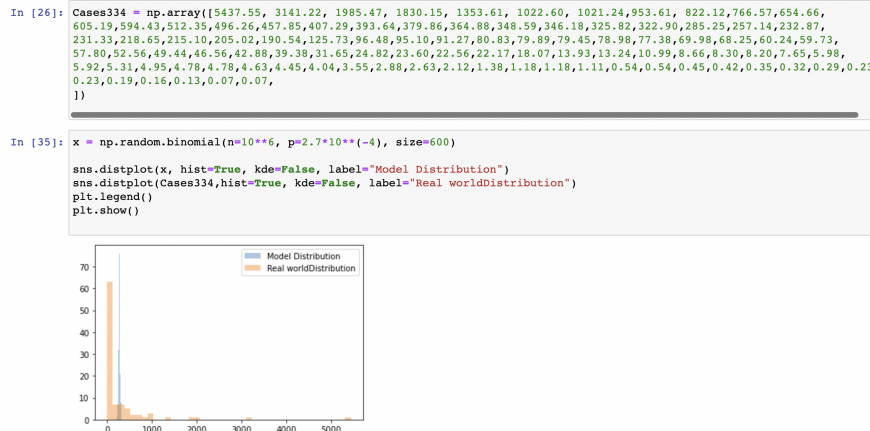 In [26]: Cases334 = np.array([5437.55, 3141.22, 1985.47, 1830.15, 1353.61, 1022.60, 1021.24,953.61, 822.12,766.57,654.66,
605.19,594.43,512.35,496.26,457.85,407.29,393.64,379.86,364.88,348.59,346.18,325.82,322.90,285.25,257.14,232.87
231.33,218.65,215.10,205.02,190.54,125.73,96.48,95.10,91.27,80.83,79.89,79.45,78.98,77.38,69.98,68.25,60.24,59.73,
57.80,52.56,49.44,46.56,42.88,39.38,31.65,24.82,23.60,22.56,22.17,18.07,13.93,13.24,10.99,8.66,8.30,8.20,7.65,5.98,
5.92,5.31,4.95,4.78,4.78,4.63,4.45,4.04,3.55,2.88,2.63,2.12,1.38,1.18,1.18,1.11,0.54,0.54,0.45,0.42,0.35,0.32,0.29,0.23
0.23,0.19,0.16,0.13,0.07,0.07,
])
In [35]: x = np.random.binomial(n=10**6, p=2.7*10**(-4), size=600)
sns.distplot(x, hist=True, kde=False, label="Model Distribution")
sns.distplot(Cases334,hist=True, kde=False, label="Real worldDistribution")
plt.legend()
plt.show()
Model Distribution
Real worldDistribution
70
60
50
40
30
20
10
0
0 1000 2000 3000 4000 5000